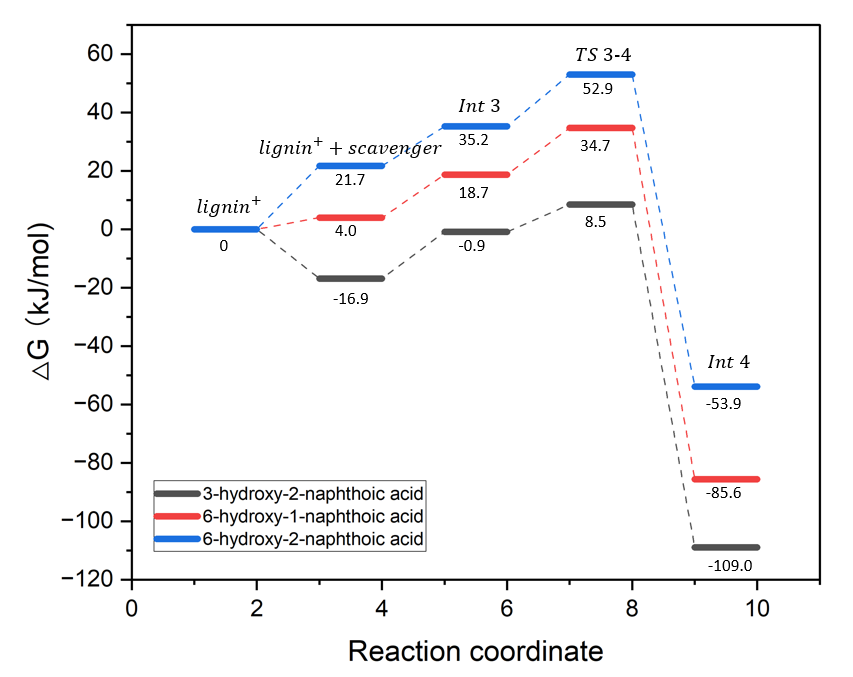 60
40
20
0
−20
−40
−60
−80
−100
−120
△G (kJ/mol)
TS 3-4
52.9
Int 3
35.2
34.7
lignin⁺ + scavenger
21.7
18.7
lignin⁺
0
4.0
8.5
-0.9
-16.9
Int 4
-53.9
-85.6
-109.0
3-hydroxy-2-naphthoic acid
6-hydroxy-1-naphthoic acid
6-hydroxy-2-naphthoic acid
0 2 4 6 8 10
Reaction coordinate